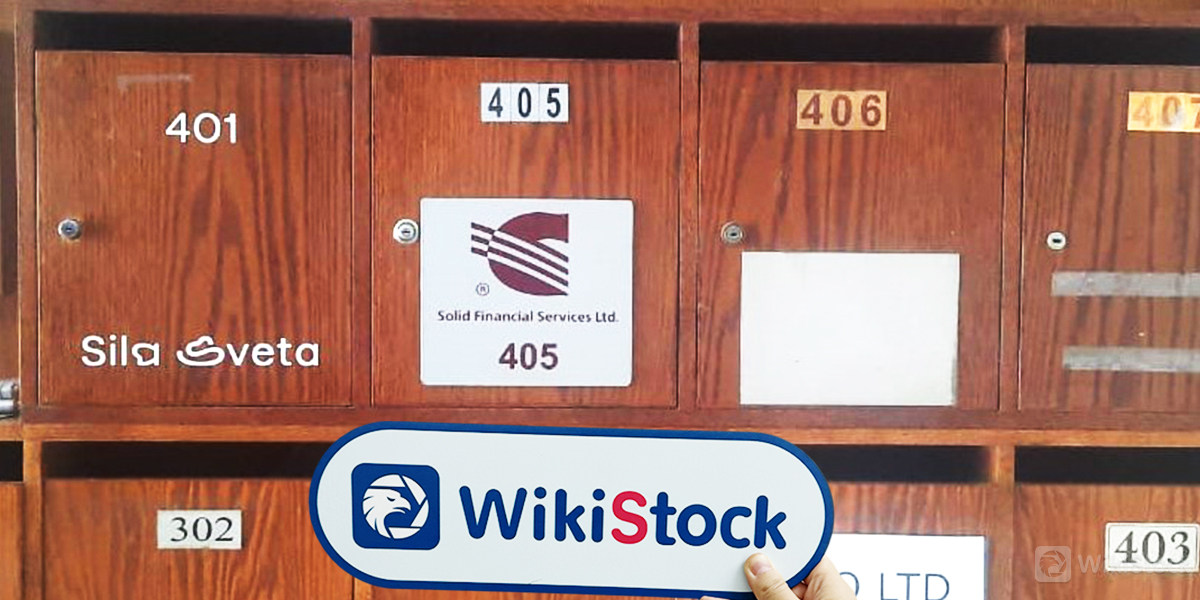 401
Sila Sveta
405
®
Solid Financial Services Ltd.
405
406
407
302
WikiStock
O LTD
403